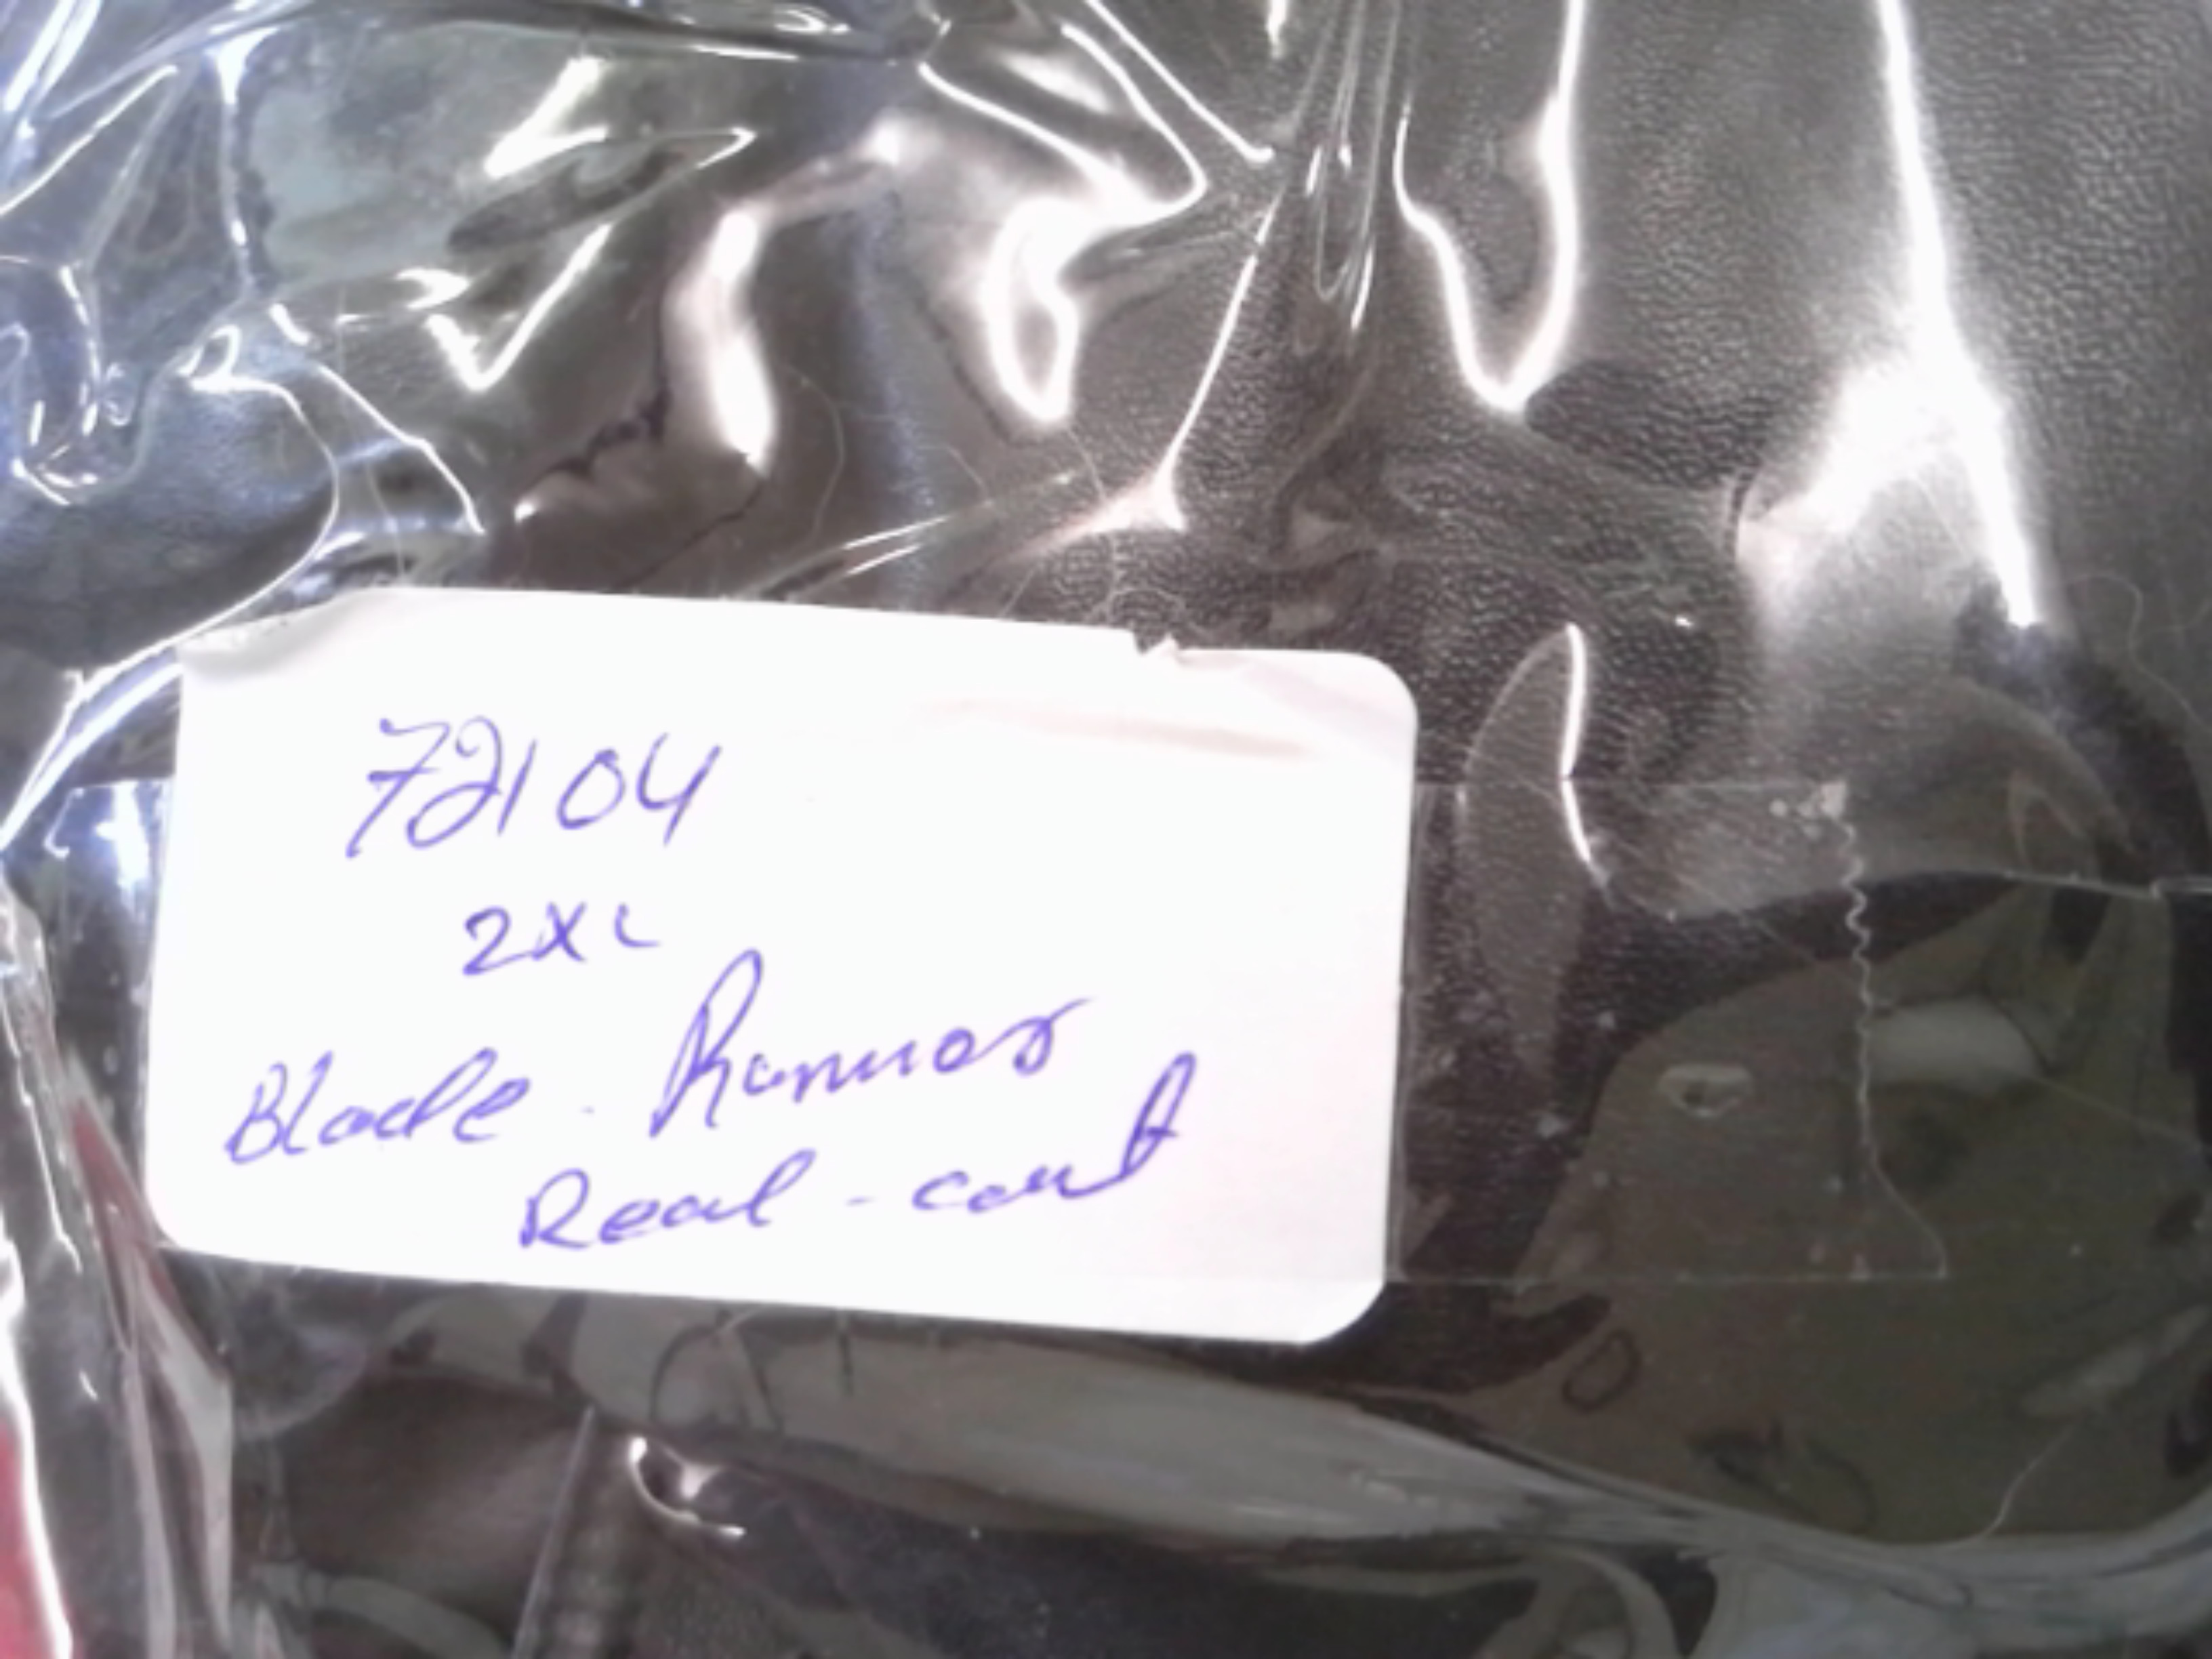 72104
2XL
Blade - Runner
Real - coat